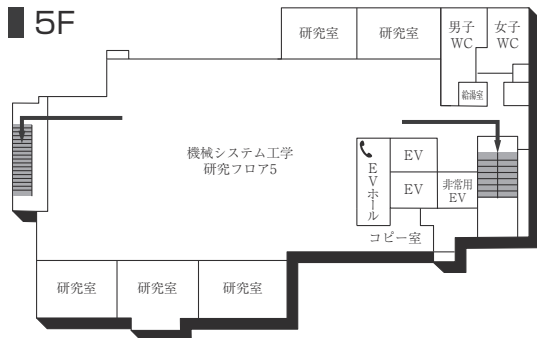 5F
研究室
研究室
男子
WC
女子
WC
給湯室
機械システム工学
研究フロア5
EVホール
EV
EV
非常用
EV
コピー室
研究室
研究室
研究室